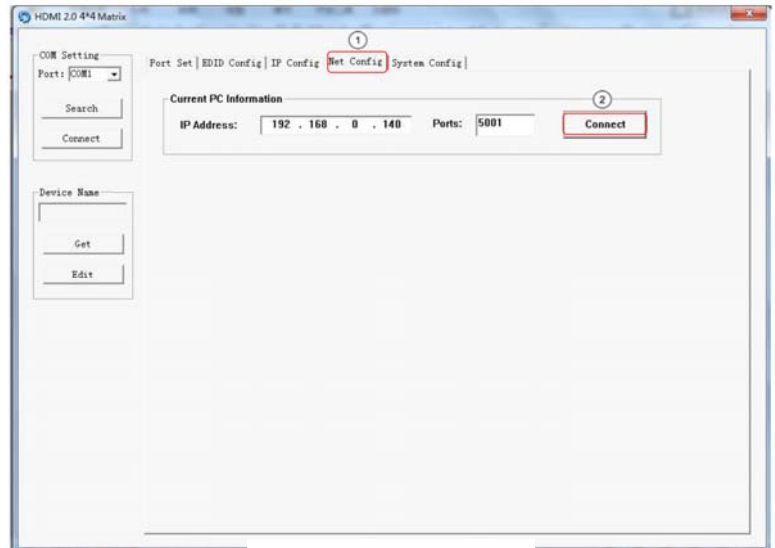 HDMI 2.0 4*4 Matrix
①
COM Setting
Port: COM1
Search
Connect
Port Set EDID Config IP Config Net Config System Config
Current PC Information
②
IP Address: 192 . 168 . 0 . 140 Ports: 5001 Connect
Device Name
Get
Edit